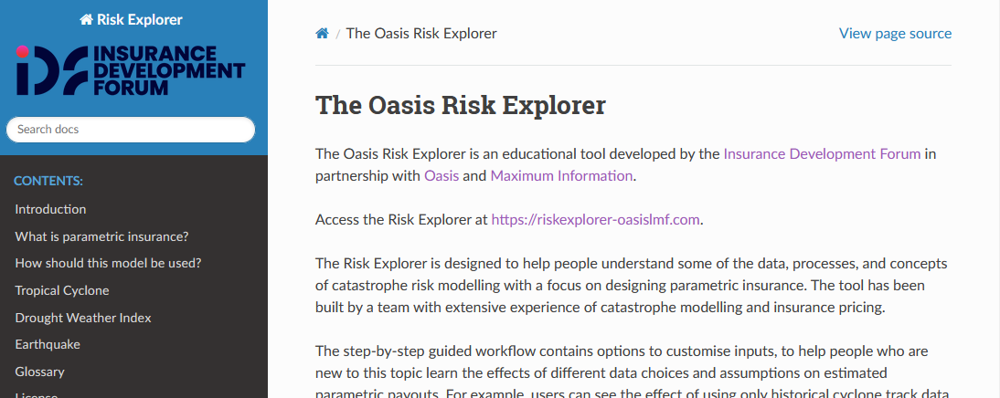 Risk Explorer
iDF INSURANCE
DEVELOPMENT
FORUM
Search docs
CONTENTS:
Introduction
What is parametric insurance?
How should this model be used?
Tropical Cyclone
Drought Weather Index
Earthquake
Glossary
License
/ The Oasis Risk Explorer
View page source
The Oasis Risk Explorer
The Oasis Risk Explorer is an educational tool developed by the Insurance Development Forum in
partnership with Oasis and Maximum Information.
Access the Risk Explorer at https://riskexplorer-oasislmf.com.
The Risk Explorer is designed to help people understand some of the data, processes, and concepts
of catastrophe risk modelling with a focus on designing parametric insurance. The tool has been
built by a team with extensive experience of catastrophe modelling and insurance pricing.
The step-by-step guided workflow contains options to customise inputs, to help people who are
new to this topic learn the effects of different data choices and assumptions on estimated
parametric payouts. For example, users can see the effect of using only historical cyclone track data